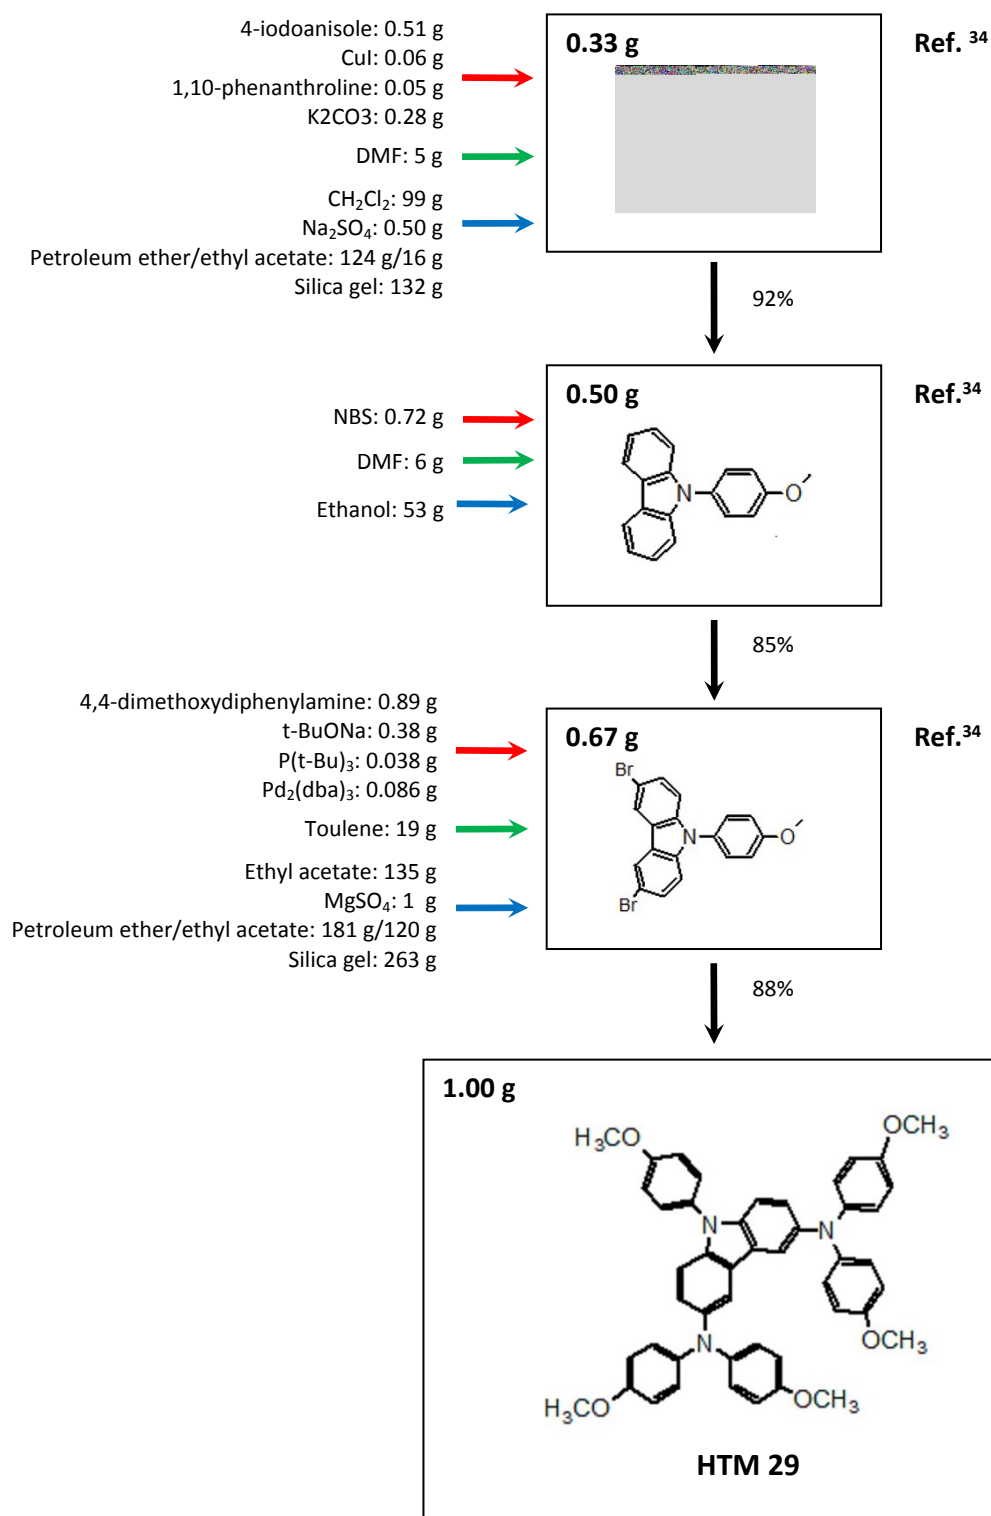 4-iodoanisole: 0.51 g
CuI: 0.06 g
1,10-phenanthroline: 0.05 g
K2CO3: 0.28 g
DMF: 5 g
CH₂Cl₂: 99 g
Na₂SO₄: 0.50 g
Petroleum ether/ethyl acetate: 124 g/16 g
Silica gel: 132 g
0.33 g
Ref. ³⁴
92%
NBS: 0.72 g
DMF: 6 g
Ethanol: 53 g
0.50 g
Ref.³⁴
N
O
85%
4,4-dimethoxydiphenylamine: 0.89 g
t-BuONa: 0.38 g
P(t-Bu)₃: 0.038 g
Pd₂(dba)₃: 0.086 g
Toulene: 19 g
Ethyl acetate: 135 g
MgSO₄: 1 g
Petroleum ether/ethyl acetate: 181 g/120 g
Silica gel: 263 g
0.67 g
Ref.³⁴
Br
N
O
Br
88%
1.00 g
H₃CO
OCH₃
N
N
OCH₃
N
H₃CO
OCH₃
HTM 29